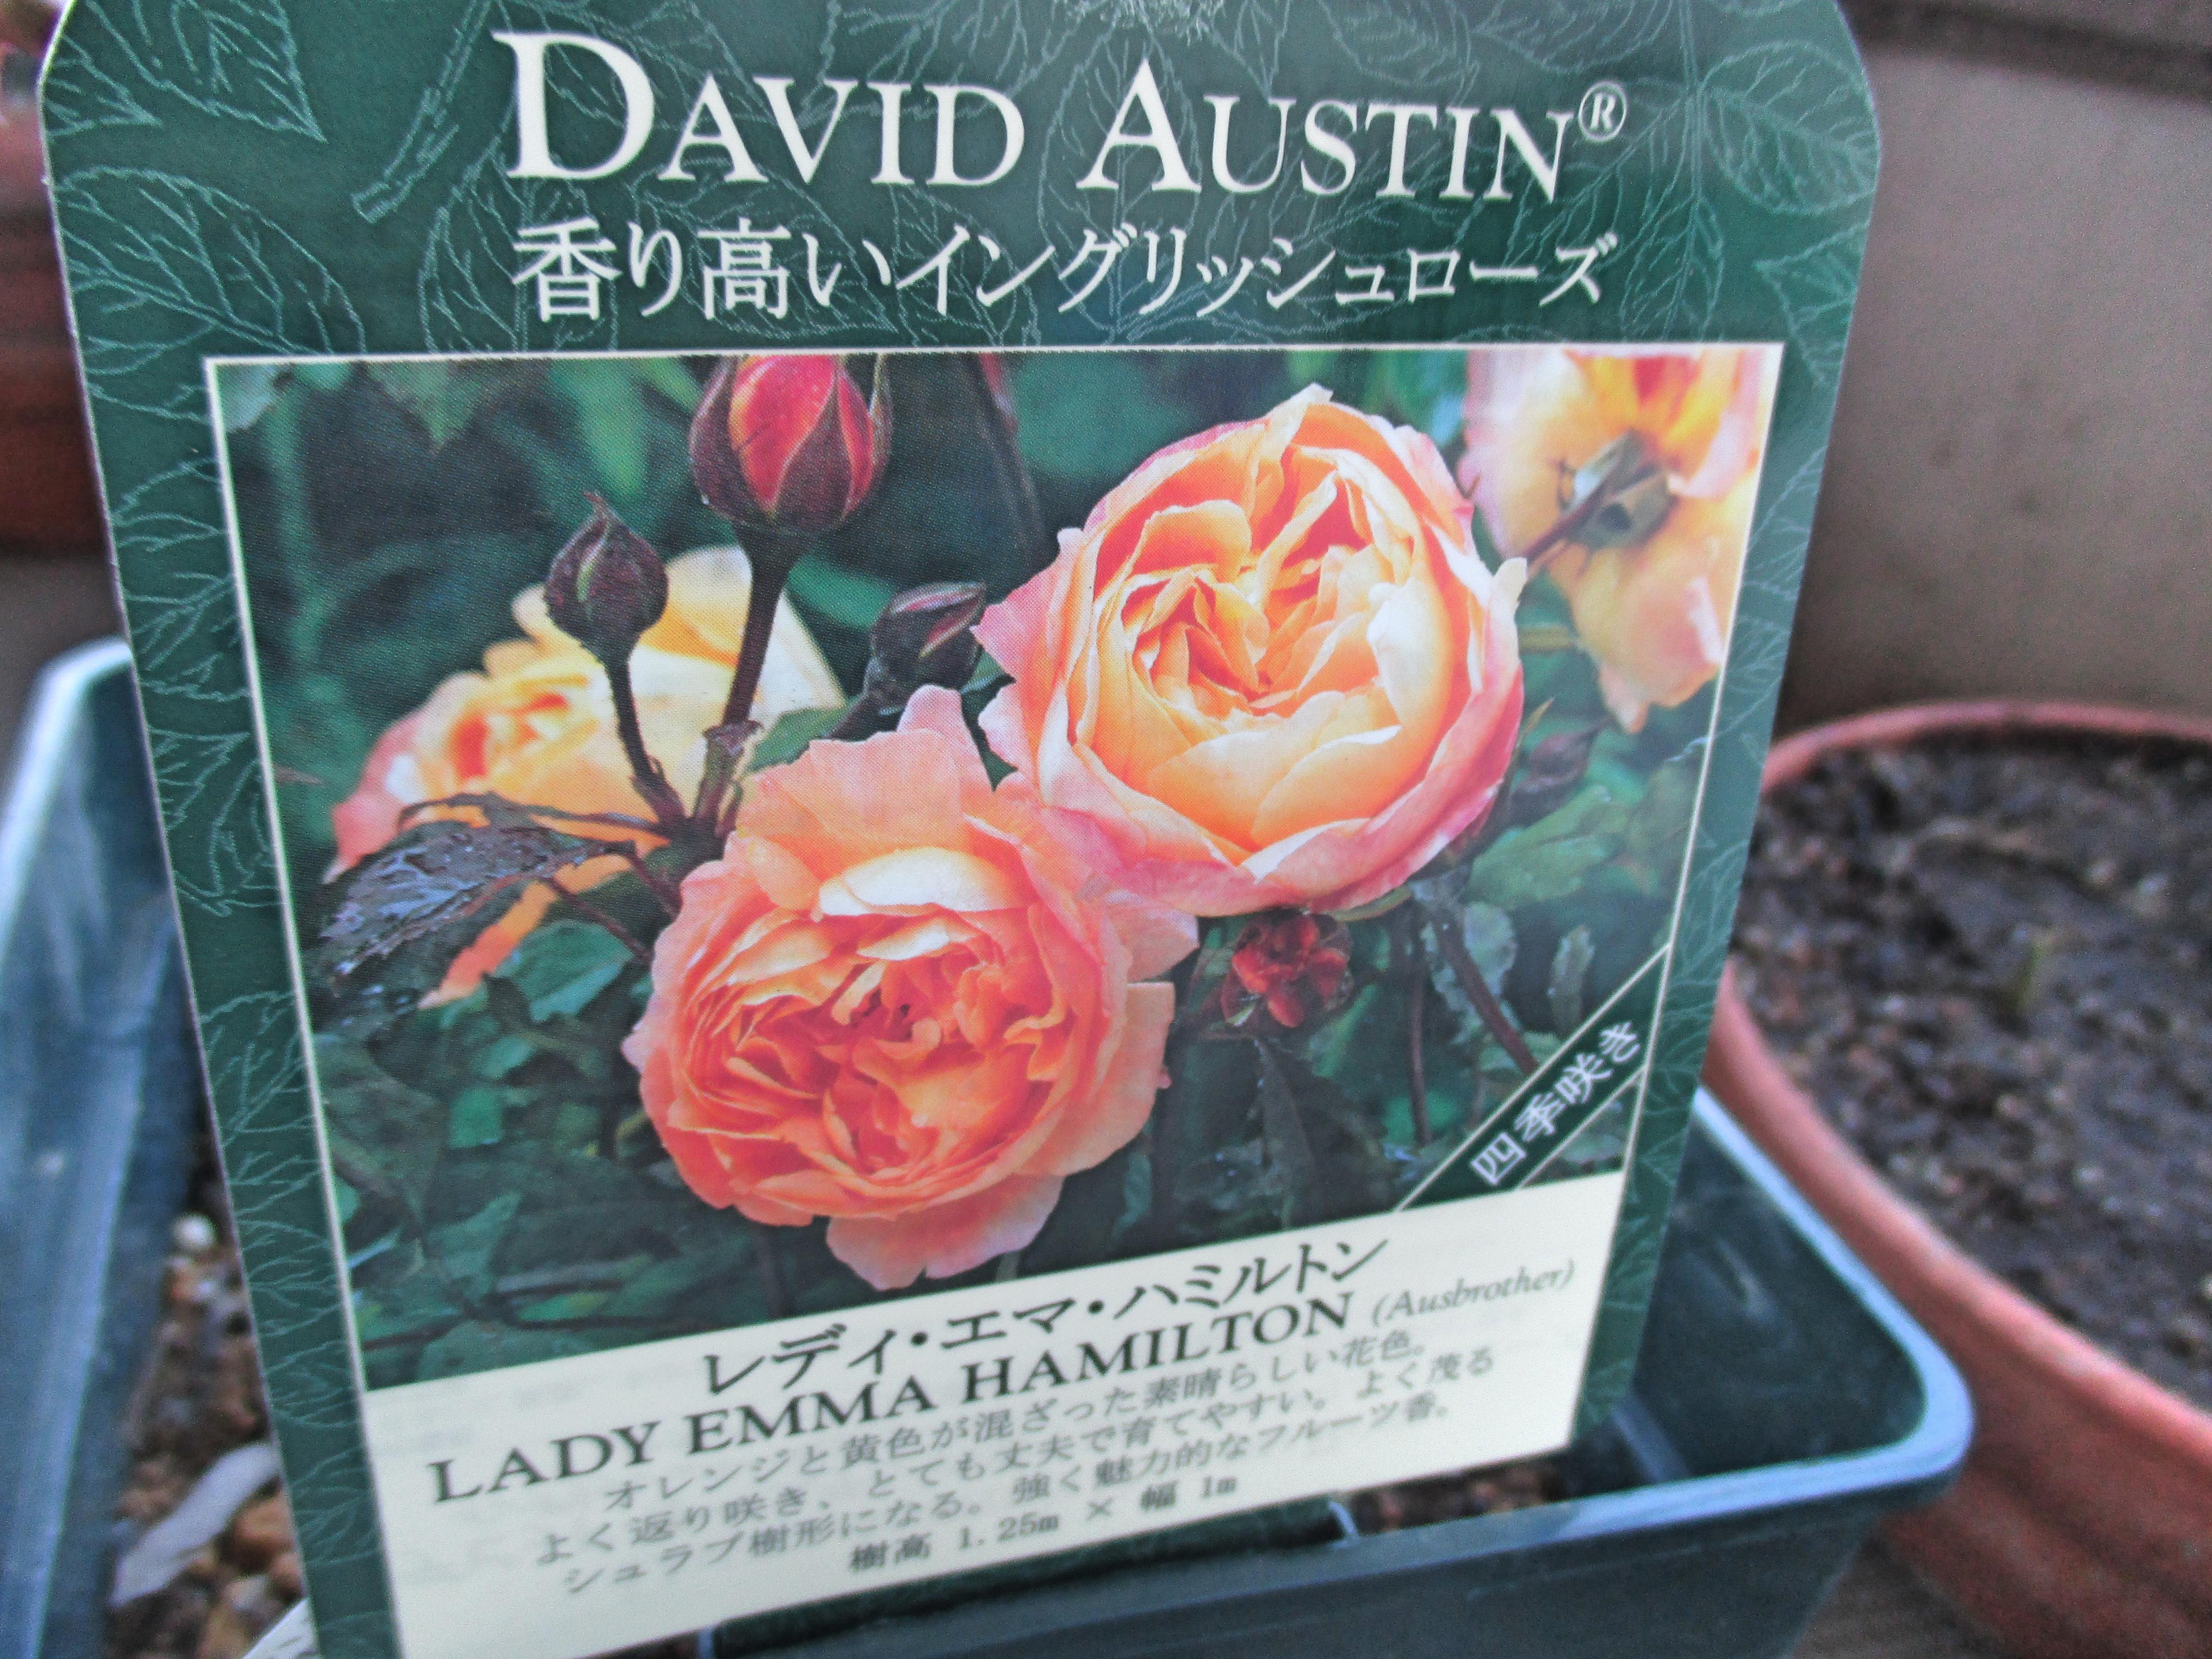 DAVID AUSTIN®
香り高いイングリッシュローズ
四季咲き
レディ・エマ・ハミルトン
LADY EMMA HAMILTON (Ausbrother)
オレンジと黄色が混ざった素晴らしい花色。
よく返り咲き、とても丈夫で育てやすい。よく茂る
シュラブ樹形になる。強く魅力的なフルーツ香。
樹高 1.25m × 幅 1m